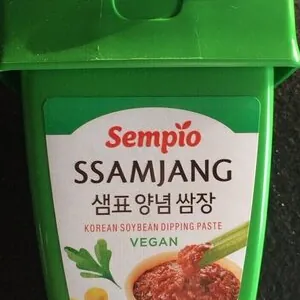 Sempio
SSAMJANG
샘표 양념 쌈장
KOREAN SOYBEAN DIPPING PASTE
VEGAN